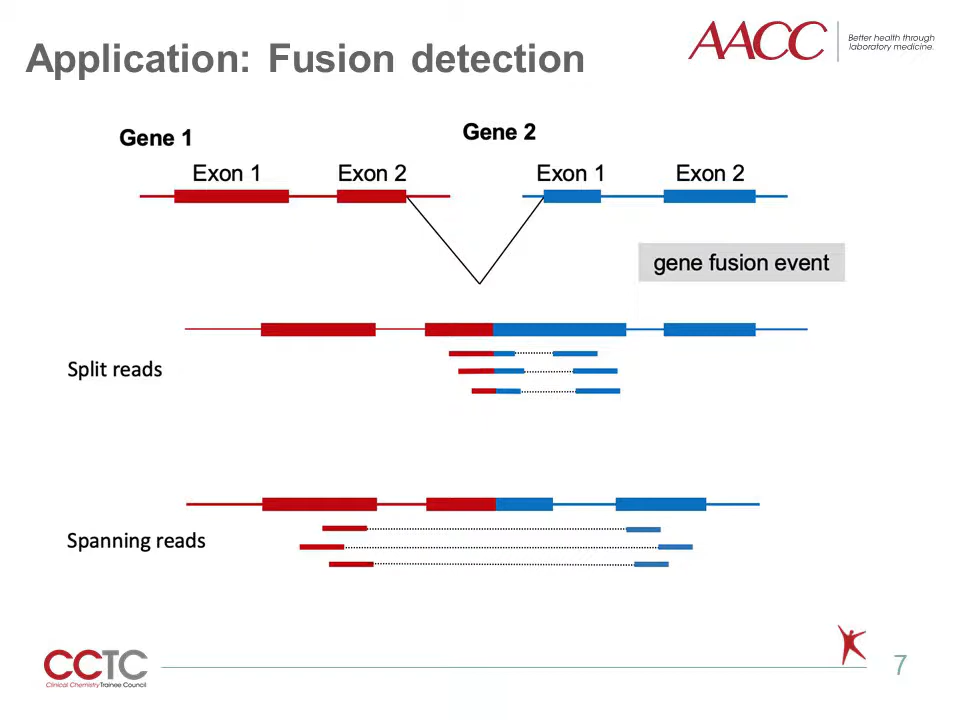 Application: Fusion detection
AACC
Better health through
laboratory medicine.
Gene 1
Gene 2
Exon 1
Exon 2
Exon 1
Exon 2
gene fusion event
Split reads
Spanning reads
CCTC
Clinical Chemistry Trainee Council
7